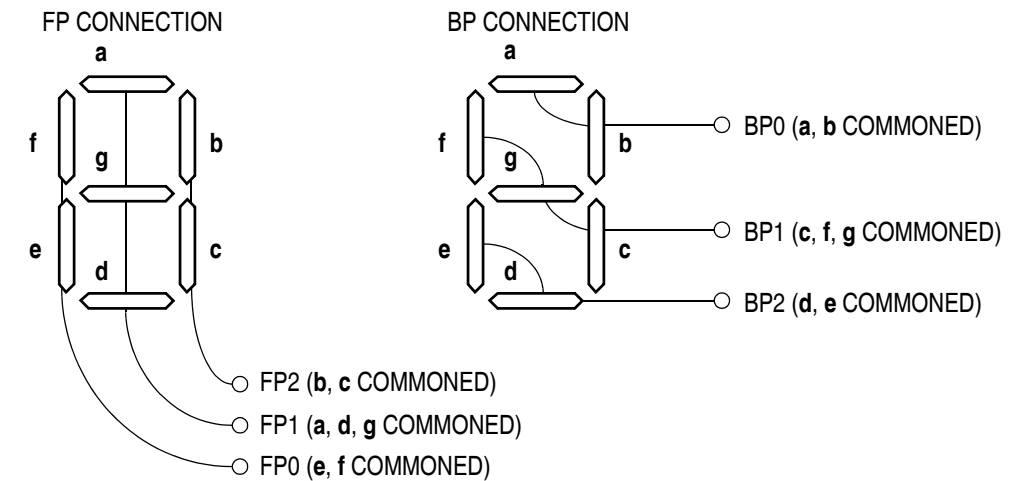 FP CONNECTION
a
f
b
g
e
c
d
FP2 (b, c COMMONED)
FP1 (a, d, g COMMONED)
FP0 (e, f COMMONED)
BP CONNECTION
a
BP0 (a, b COMMONED)
f
b
g
BP1 (c, f, g COMMONED)
e
c
d
BP2 (d, e COMMONED)